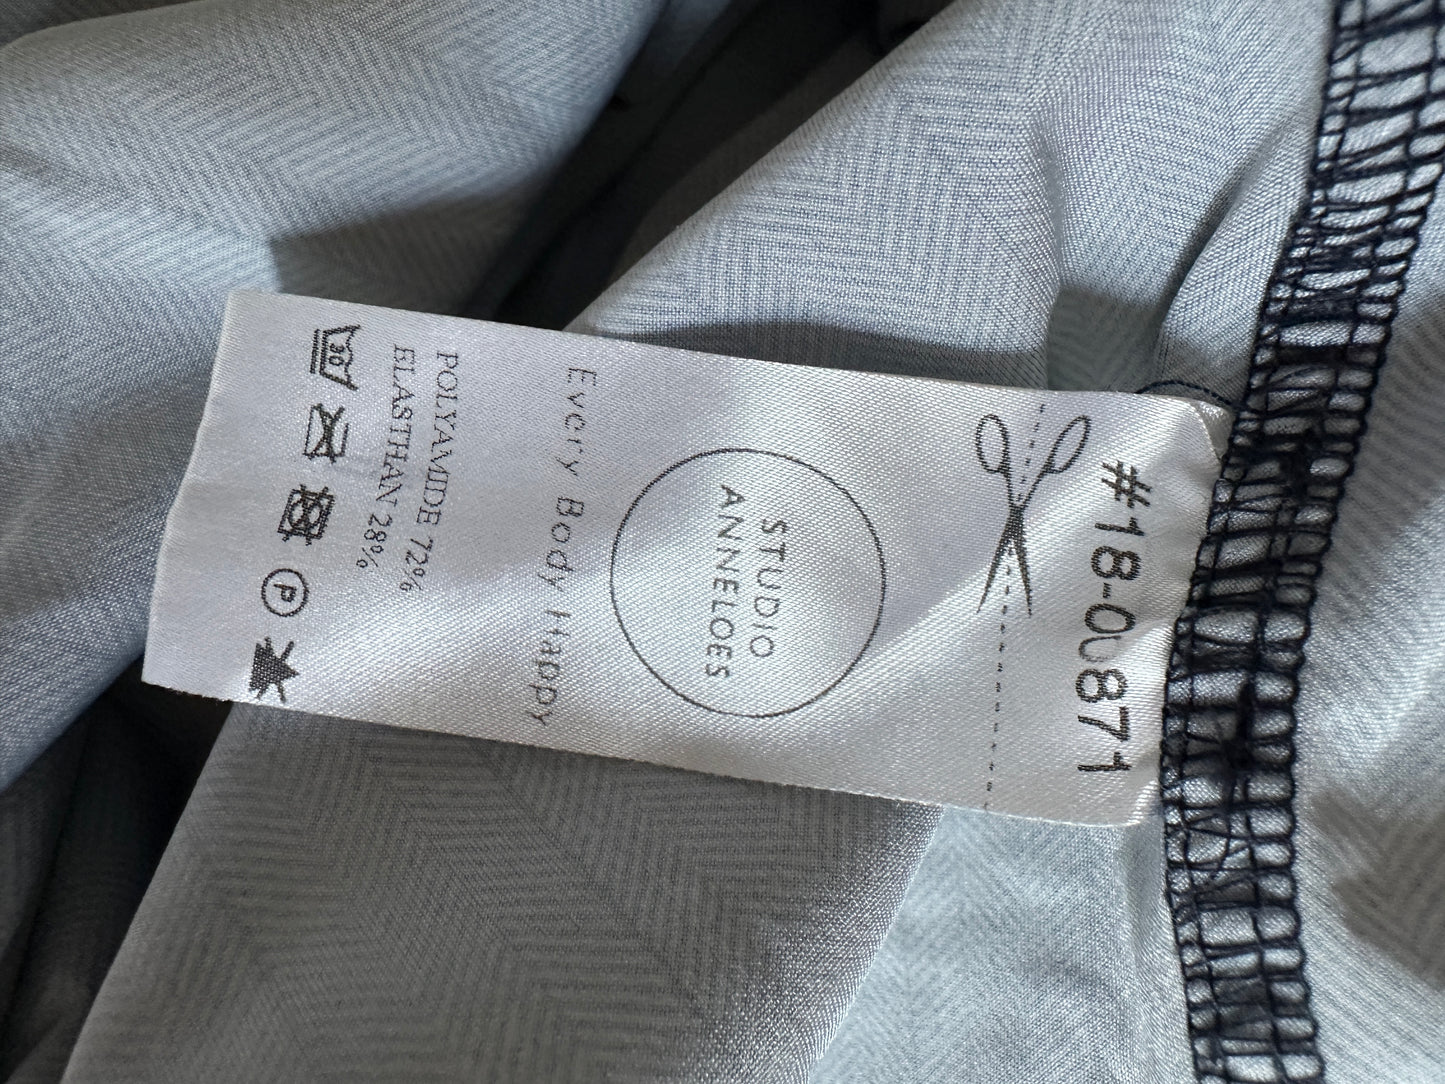 #18-00871
STUDIO
ANNELOES
Every Body Happy
POLYAMIDE 72%
ELASTHAN 28%
30
P